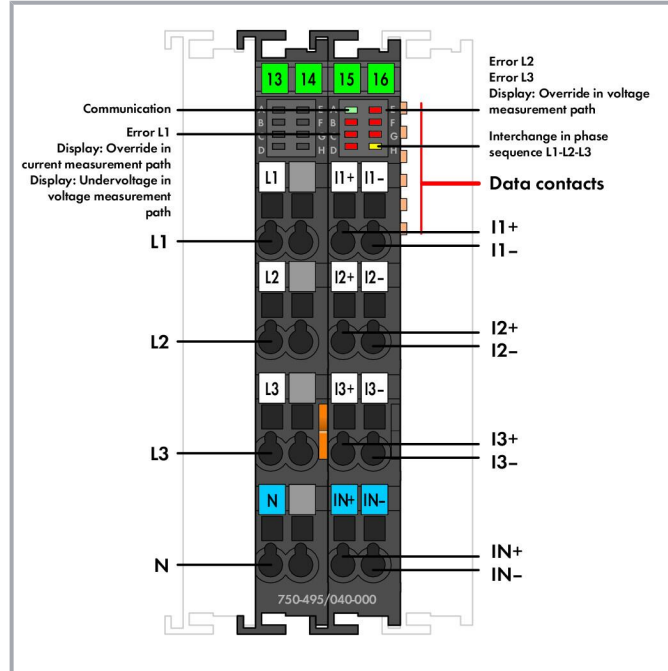 13 14 15 16
Communication
Error L1
Display: Override in
current measurement path
Display: Undervoltage in
voltage measurement
path
Error L2
Error L3
Display: Override in voltage
measurement path
Interchange in phase
sequence L1-L2-L3
Data contacts
A E A E
B F B F
C G C G
D H D H
L1 I1+ I1–
L1
I1+
I1–
L2 I2+ I2–
L2
I2+
I2–
L3 I3+ I3–
L3
I3+
I3–
N IN+ IN–
N
IN+
IN–
750-495/040-000